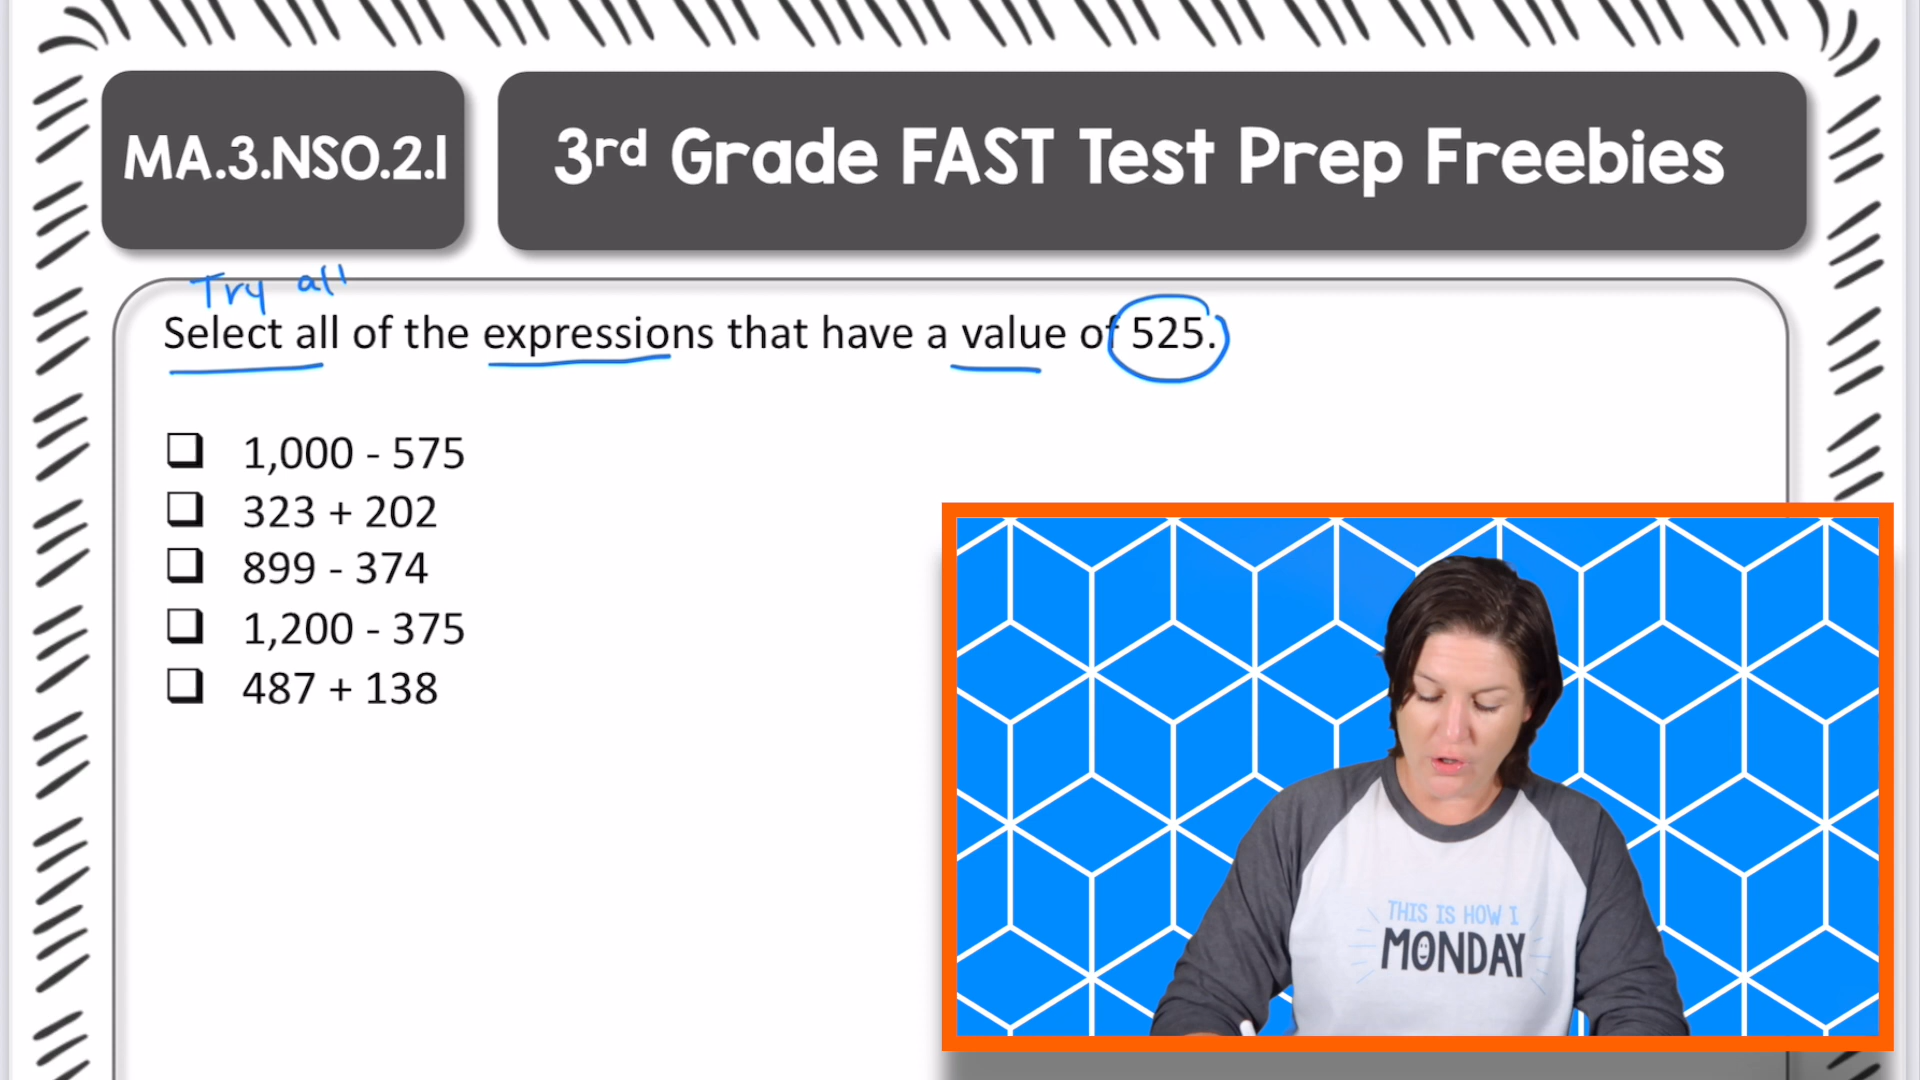 MA.3.NSO.2.1
3rd Grade FAST Test Prep Freebies
Try all
Select all of the expressions that have a value of 525.
❑ 1,000 - 575
❑ 323 + 202
❑ 899 - 374
❑ 1,200 - 375
❑ 487 + 138
THIS IS HOW I
MONDAY